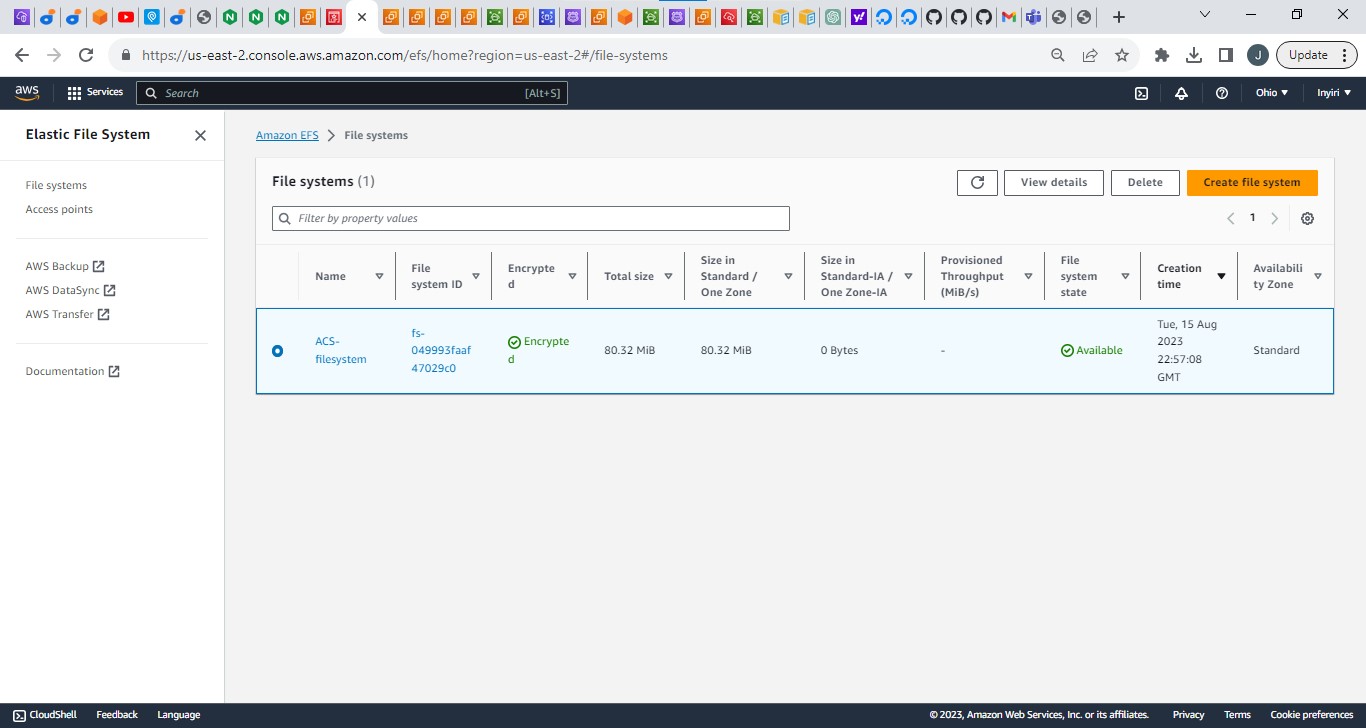 https://us-east-2.console.aws.amazon.com/efs/home?region=us-east-2#/file-systems
J
Update
aws
Services
Search
[Alt+S]
Ohio ▼
Inyiri ▼
Elastic File System
File systems
Access points
AWS Backup
AWS DataSync
AWS Transfer
Documentation
Amazon EFS
File systems
File systems (1)
View details
Delete
Create file system
Filter by property values
1
Name
File
system ID
Encrypte
d
Total size
Size in
Standard /
One Zone
Size in
Standard-IA /
One Zone-IA
Provisioned
Throughput
(MiB/s)
File
system
state
Creation
time
Availabili
ty Zone
ACS-
filesystem
fs-
049993faaf
47029c0
Encrypte
d
80.32 MiB
80.32 MiB
0 Bytes
-
Available
Tue, 15 Aug
2023
22:57:08
GMT
Standard
CloudShell
Feedback
Language
© 2023, Amazon Web Services, Inc. or its affiliates.
Privacy
Terms
Cookie preferences